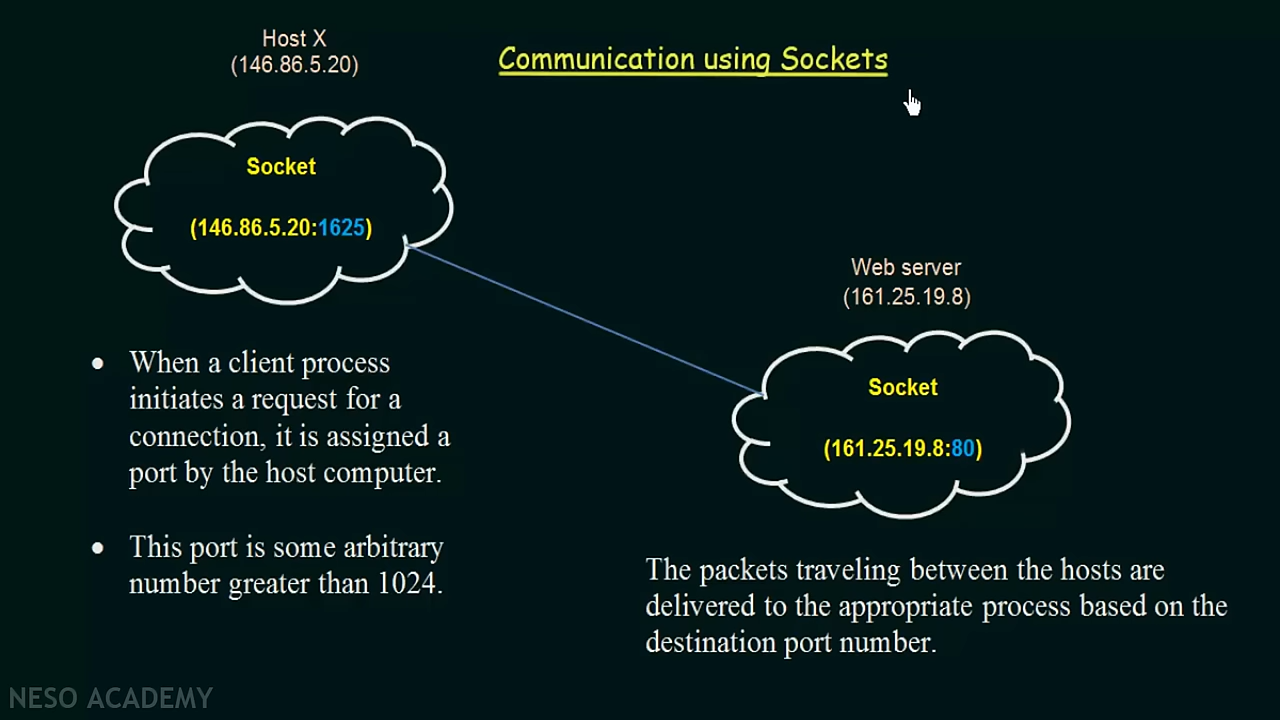 Host X
(146.86.5.20)
Communication using Sockets
Socket
(146.86.5.20:1625)
Web server
(161.25.19.8)
Socket
(161.25.19.8:80)
• When a client process
initiates a request for a
connection, it is assigned a
port by the host computer.
• This port is some arbitrary
number greater than 1024.
The packets traveling between the hosts are
delivered to the appropriate process based on the
destination port number.
NESO ACADEMY